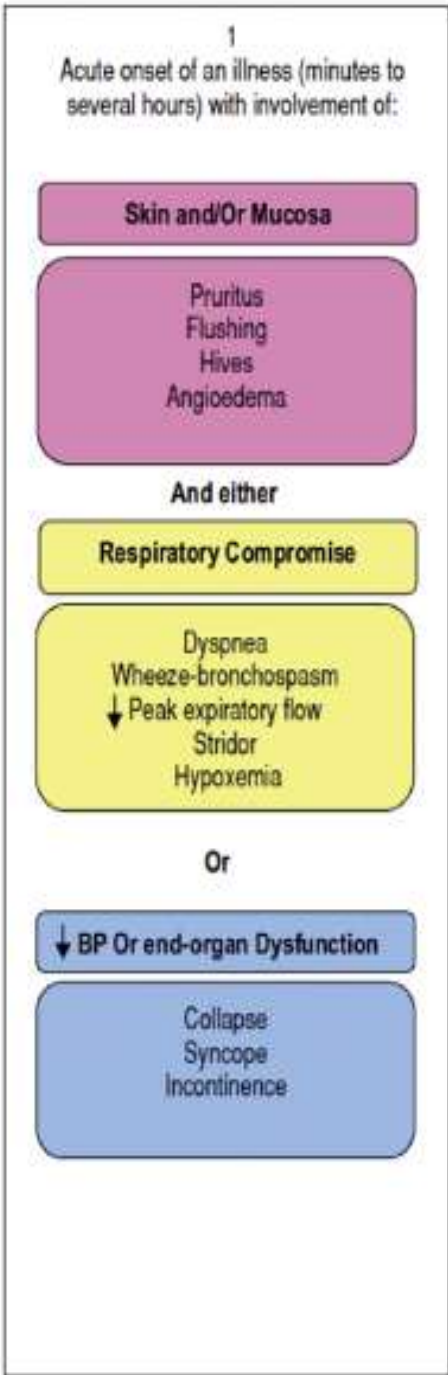 1
Acute onset of an illness (minutes to
several hours) with involvement of:
Skin and/Or Mucosa
Pruritus
Flushing
Hives
Angioedema
And either
Respiratory Compromise
Dyspnea
Wheeze-bronchospasm
↓ Peak expiratory flow
Stridor
Hypoxemia
Or
↓ BP Or end-organ Dysfunction
Collapse
Syncope
Incontinence